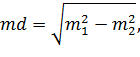 md = √(m₁² − m₂²),